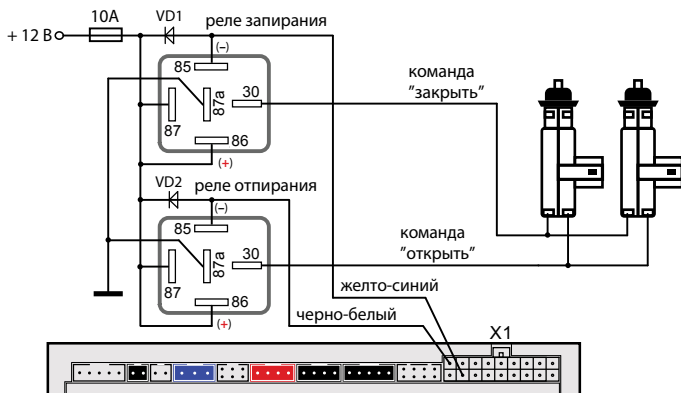 10А
VD1
реле запирания
+ 12 В
(–)
85
30
87a
87
86
(+)
команда
"закрыть"
VD2
реле отпирания
(–)
85
30
87a
87
86
(+)
команда
"открыть"
желто-синий
черно-белый
X1